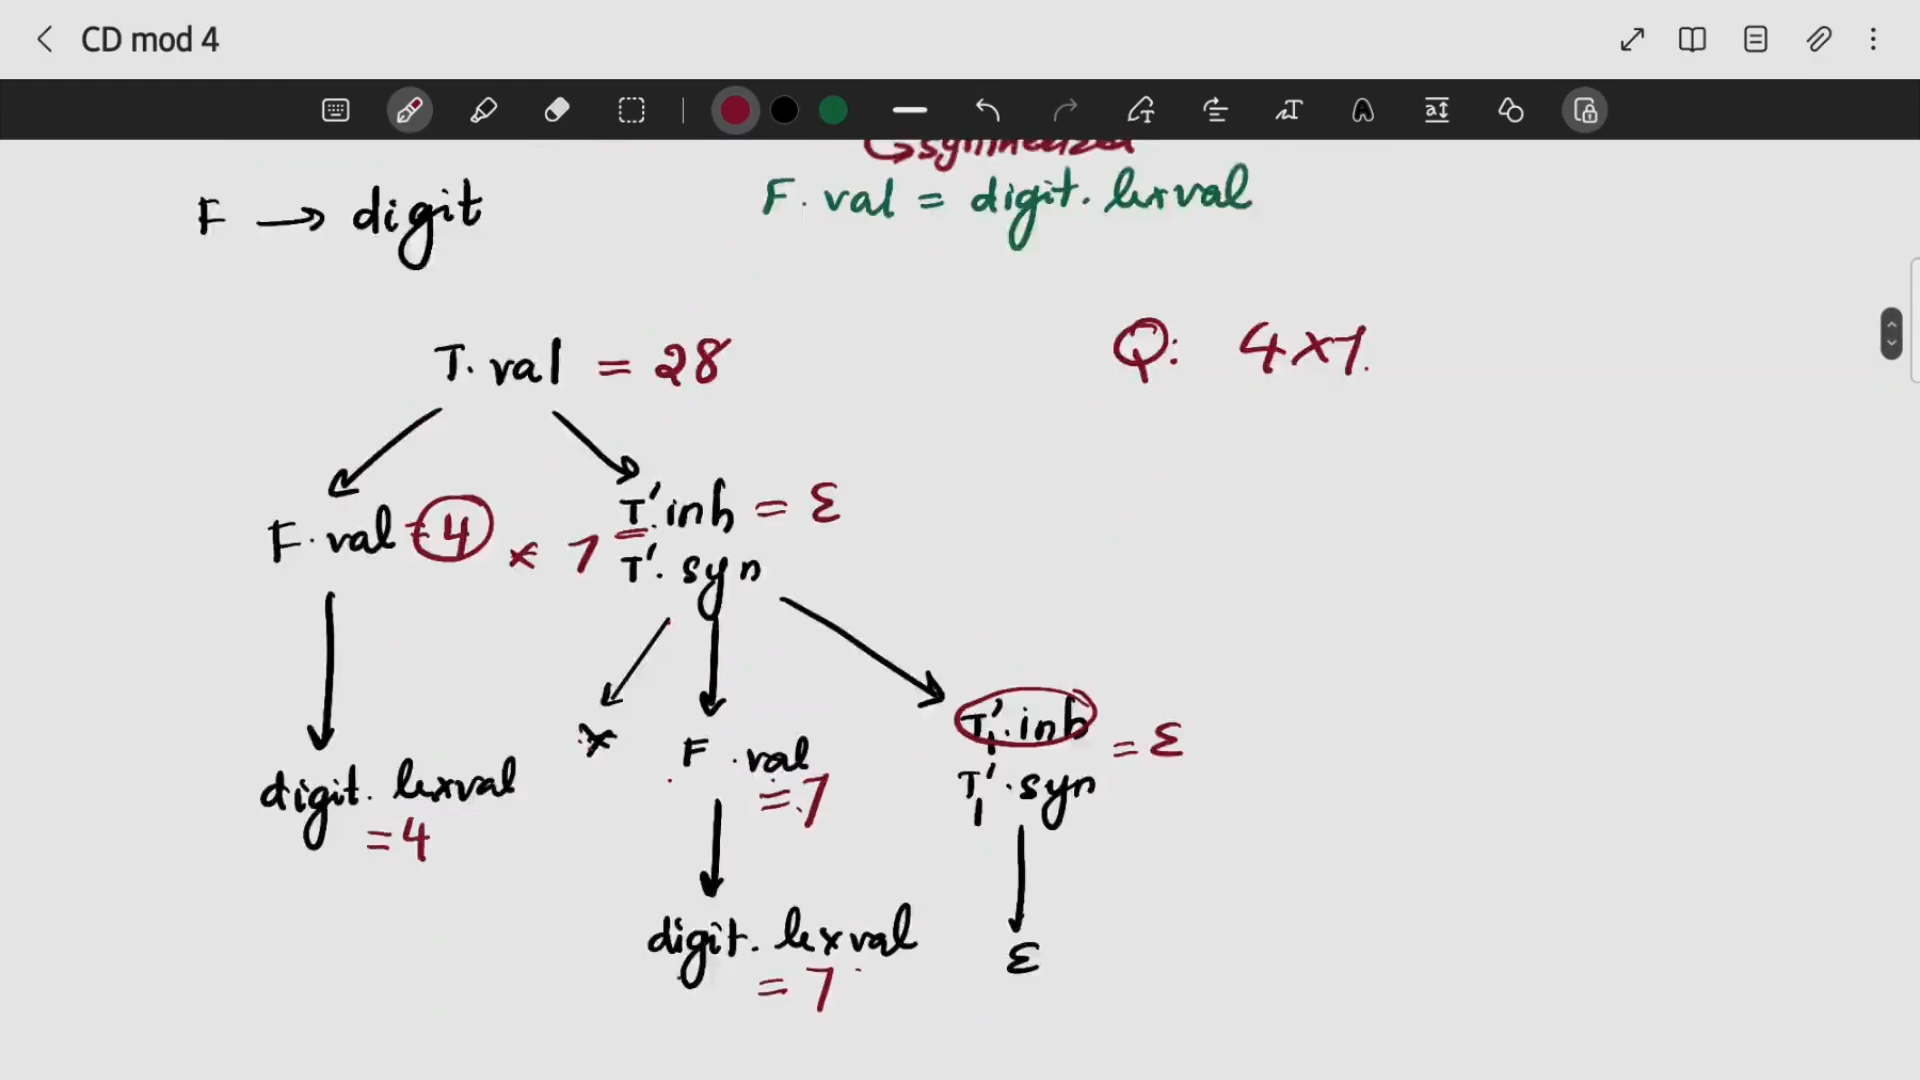 CD mod 4
synthesized
F → digit
F. val = digit. lexval
T. val = 28
Q: 4 x 7.
F. val = 4 * 7
T'. inh = ε
T'. syn
*
F . val
= 7
T₁'. inh
T₁'. syn
= ε
digit. lexval
= 4
digit. lexval
= 7
ε